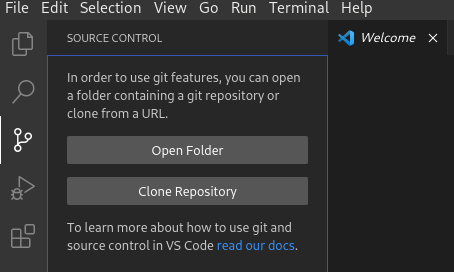 File Edit Selection View Go Run Terminal Help
SOURCE CONTROL
Welcome
In order to use git features, you can open
a folder containing a git repository or
clone from a URL.
Open Folder
Clone Repository
To learn more about how to use git and
source control in VS Code read our docs.